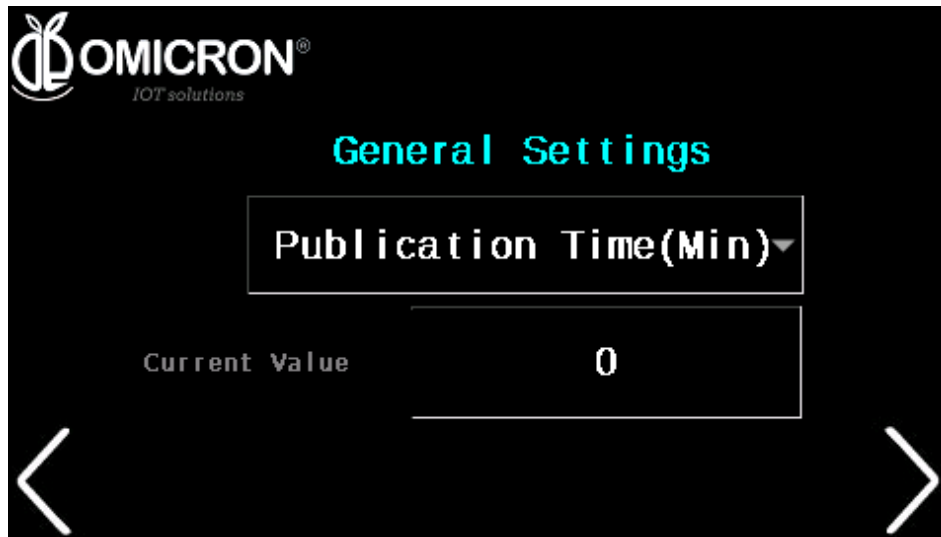 OMICRON®
IOT solutions
General Settings
Publication Time(Min)
Current Value 0